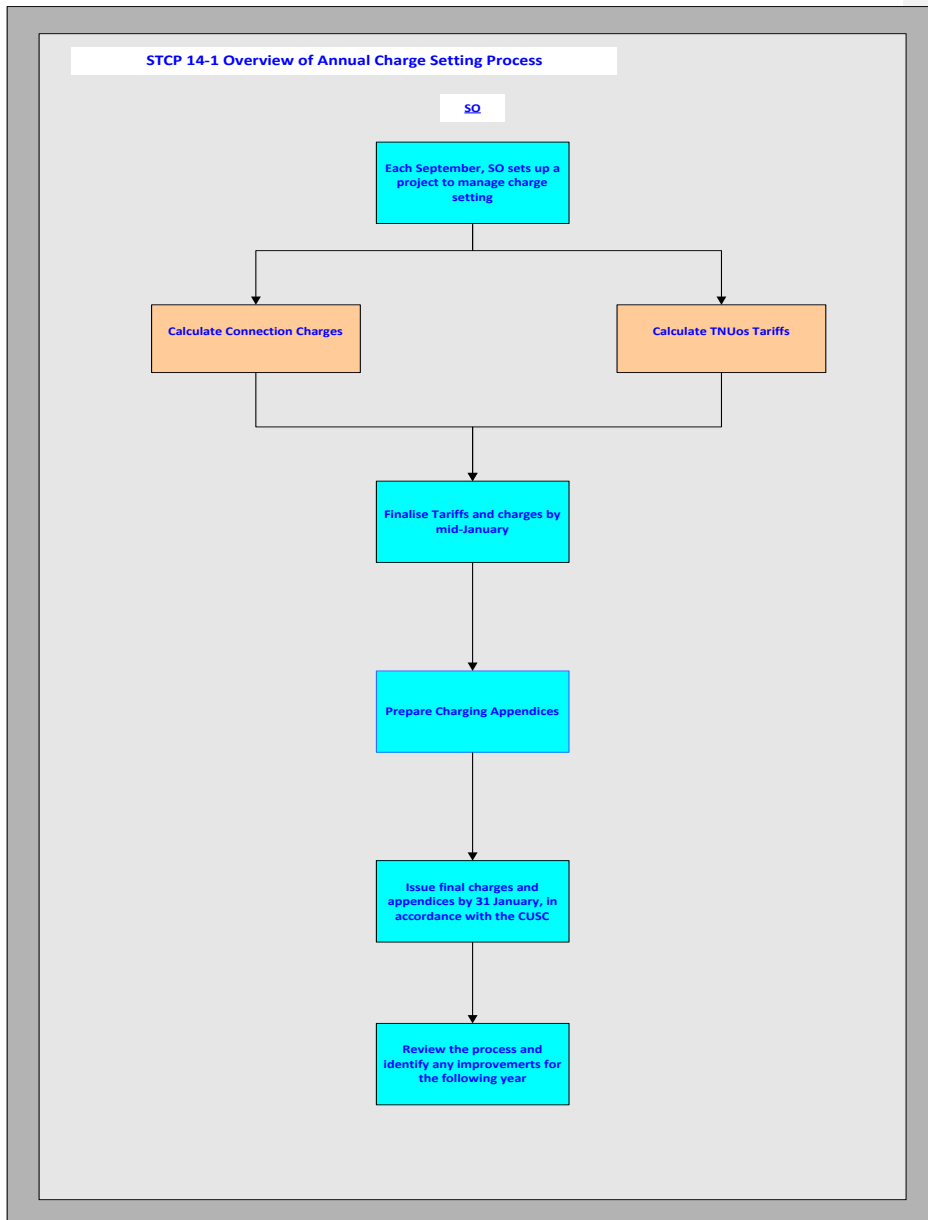 STCP 14-1 Overview of Annual Charge Setting Process
SO
Each September, SO sets up a
project to manage charge
setting
Calculate Connection Charges
Calculate TNUos Tariffs
Finalise Tariffs and charges by
mid-January
Prepare Charging Appendices
Issue final charges and
appendices by 31 January, in
accordance with the CUSC
Review the process and
identify any improvemerts for
the following year